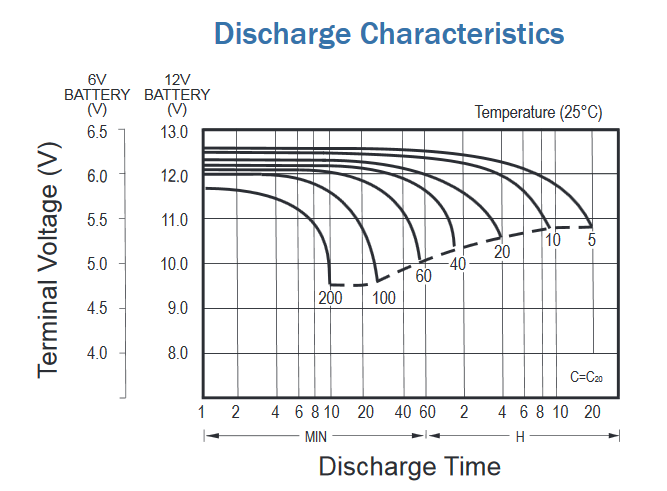 Discharge Characteristics
6V 12V
BATTERY BATTERY
(V) (V)
Temperature (25°C)
Terminal Voltage (V)
6.5 13.0
6.0 12.0
5.5 11.0
5.0 10.0
4.5 9.0
4.0 8.0
10 5
20
40
60
200 100
C=C20
1 2 4 6 8 10 20 40 60 2 4 6 8 10 20
MIN H
Discharge Time